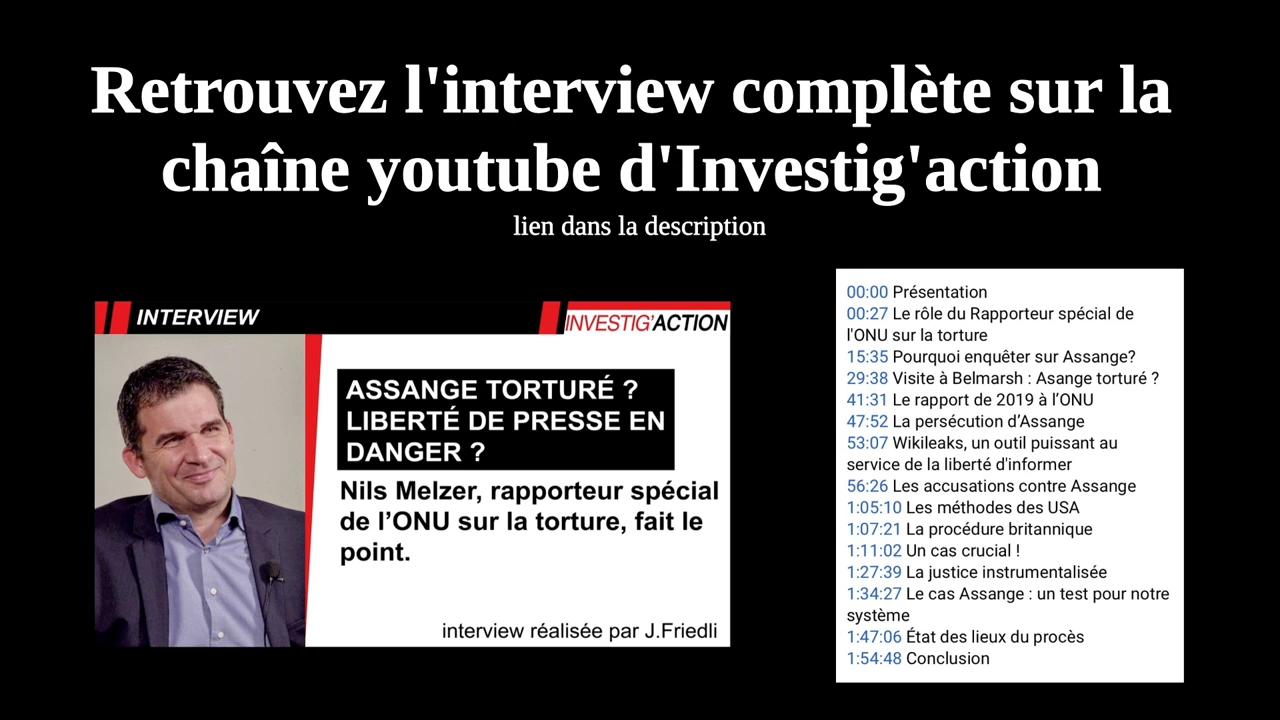 Retrouvez l'interview complète sur la
chaîne youtube d'Investig'action
lien dans la description
INTERVIEW
INVESTIG'ACTION
ASSANGE TORTURÉ ?
LIBERTÉ DE PRESSE EN
DANGER ?
Nils Melzer, rapporteur spécial
de l’ONU sur la torture, fait le
point.
interview réalisée par J.Friedli
00:00 Présentation
00:27 Le rôle du Rapporteur spécial de
l'ONU sur la torture
15:35 Pourquoi enquêter sur Assange?
29:38 Visite à Belmarsh : Asange torturé ?
41:31 Le rapport de 2019 à l’ONU
47:52 La persécution d’Assange
53:07 Wikileaks, un outil puissant au
service de la liberté d'informer
56:26 Les accusations contre Assange
1:05:10 Les méthodes des USA
1:07:21 La procédure britannique
1:11:02 Un cas crucial !
1:27:39 La justice instrumentalisée
1:34:27 Le cas Assange : un test pour notre
système
1:47:06 État des lieux du procès
1:54:48 Conclusion